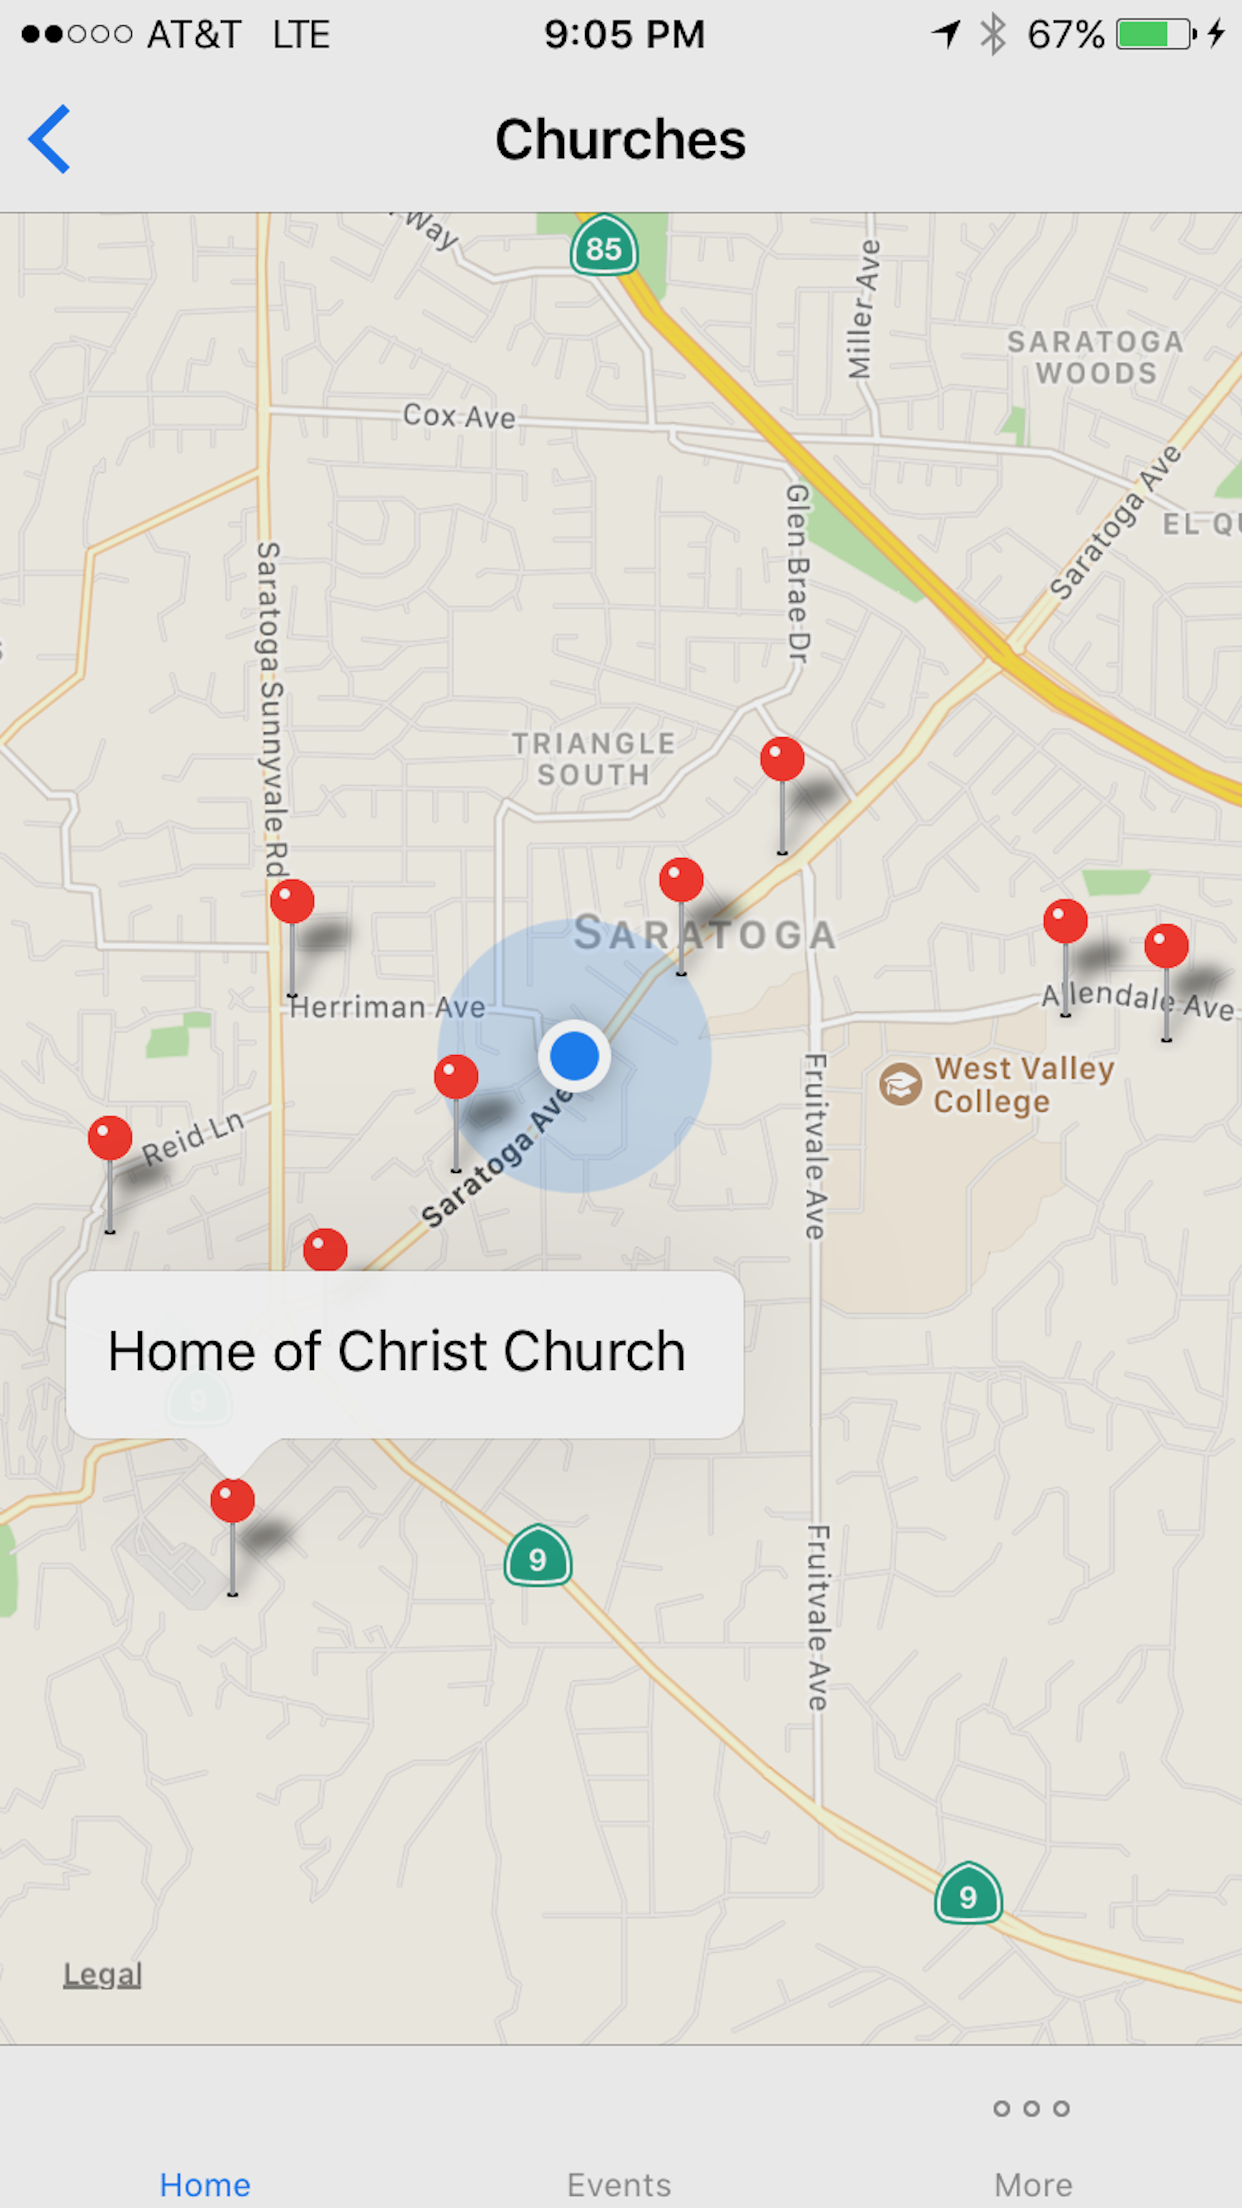 AT&T LTE 9:05 PM 67%
Churches
Way
85
Miller Ave
SARATOGA
WOODS
Cox Ave
Saratoga Ave
EL QU
Glen Brae Dr
Saratoga Sunnyvale Rd
TRIANGLE
SOUTH
SARATOGA
Herriman Ave
Allendale Ave
West Valley
College
Fruitvale Ave
Reid Ln
Saratoga Ave
Home of Christ Church
9
9
Fruitvale Ave
9
Legal
Home Events More